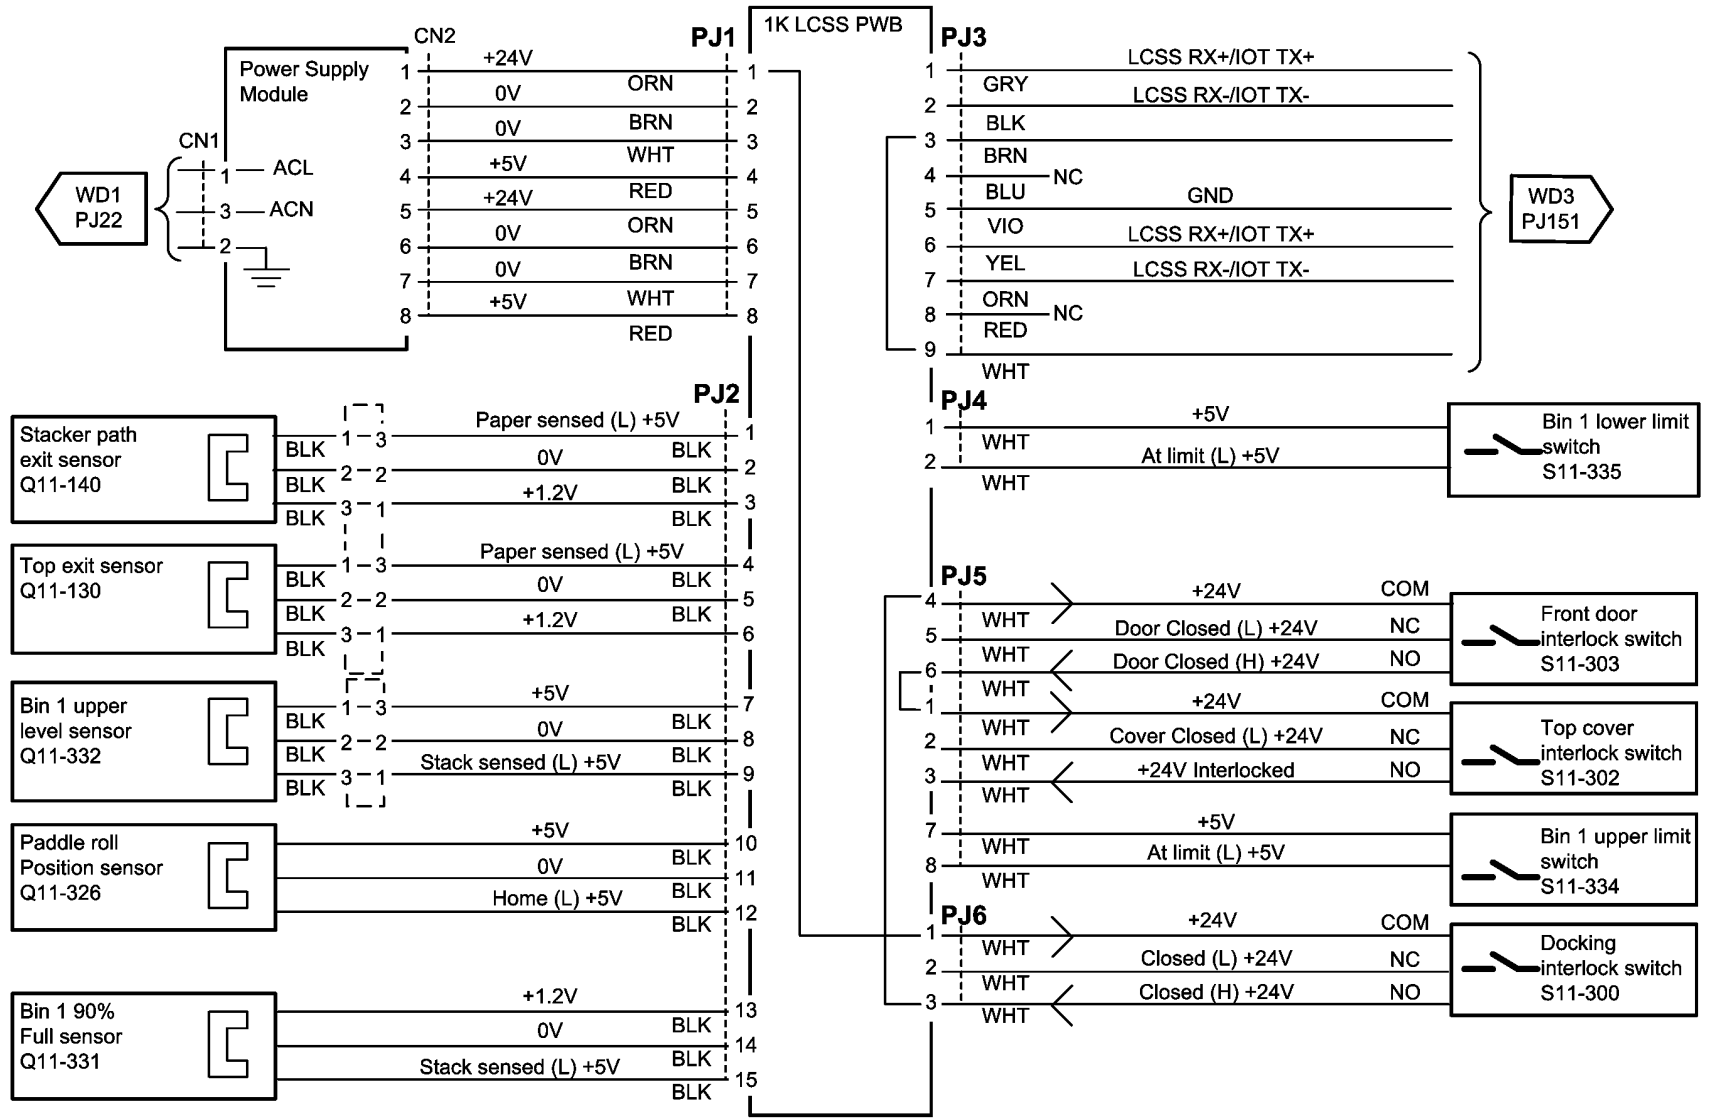 1K LCSS PWB
CN2
PJ1
Power Supply
Module
1 +24V 1
ORN
2 0V 2
BRN
3 0V 3
WHT
4 +5V 4
RED
5 +24V 5
ORN
6 0V 6
BRN
7 0V 7
WHT
8 +5V 8
RED
CN1
1 ACL
3 ACN
2
WD1
PJ22
PJ2
Stacker path
exit sensor
Q11-140
BLK 1 3 Paper sensed (L) +5V BLK 1
BLK 2 2 0V BLK 2
BLK 3 1 +1.2V BLK 3
Top exit sensor
Q11-130
BLK 1 3 Paper sensed (L) +5V BLK 4
BLK 2 2 0V BLK 5
BLK 3 1 +1.2V 6
Bin 1 upper
level sensor
Q11-332
BLK 1 3 +5V BLK 7
BLK 2 2 0V BLK 8
BLK 3 1 Stack sensed (L) +5V BLK 9
Paddle roll
Position sensor
Q11-326
+5V BLK 10
0V BLK 11
Home (L) +5V BLK 12
Bin 1 90%
Full sensor
Q11-331
+1.2V BLK 13
0V BLK 14
Stack sensed (L) +5V BLK 15
PJ3
1 LCSS RX+/IOT TX+
GRY
2 LCSS RX-/IOT TX-
BLK
3
BRN
4 NC
BLU
5 GND
VIO
6 LCSS RX+/IOT TX+
YEL
7 LCSS RX-/IOT TX-
ORN
8 NC
RED
9
WHT
WD3
PJ151
PJ4
1 +5V
WHT
2 At limit (L) +5V
WHT
Bin 1 lower limit
switch
S11-335
PJ5
4 +24V COM
WHT
5 Door Closed (L) +24V NC
WHT
6 Door Closed (H) +24V NO
WHT
Front door
interlock switch
S11-303
1 +24V COM
WHT
2 Cover Closed (L) +24V NC
WHT
3 +24V Interlocked NO
WHT
Top cover
interlock switch
S11-302
7 +5V
WHT
8 At limit (L) +5V
WHT
Bin 1 upper limit
switch
S11-334
PJ6
1 +24V COM
WHT
2 Closed (L) +24V NC
WHT
3 Closed (H) +24V NO
WHT
Docking
interlock switch
S11-300